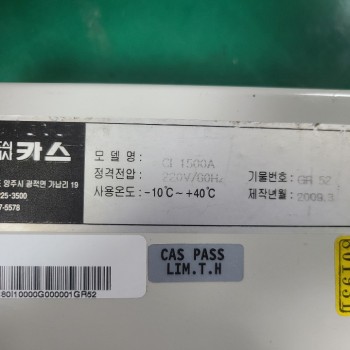 카스
모 델 명 : CI 1500A
정격전압 : 220V/60Hz
사용온도 : -10℃~+40℃
기물번호: GR 52
제작년월: 2009.3
양주시 광적면 가납리 19
225-3500
7-5578
CAS PASS
LIM.T.H
80I10000G000001GR52